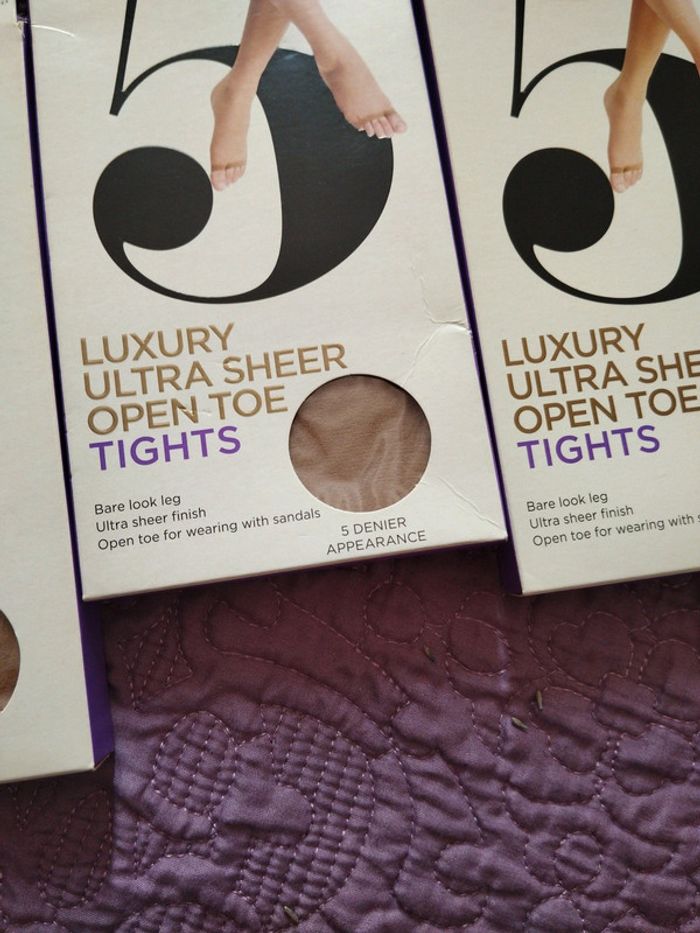 5
LUXURY
ULTRA SHEER
OPEN TOE
TIGHTS
Bare look leg
Ultra sheer finish
Open toe for wearing with sandals
5 DENIER
APPEARANCE
5
LUXURY
ULTRA SHE
OPEN TOE
TIGHTS
Bare look leg
Ultra sheer finish
Open toe for wearing with s